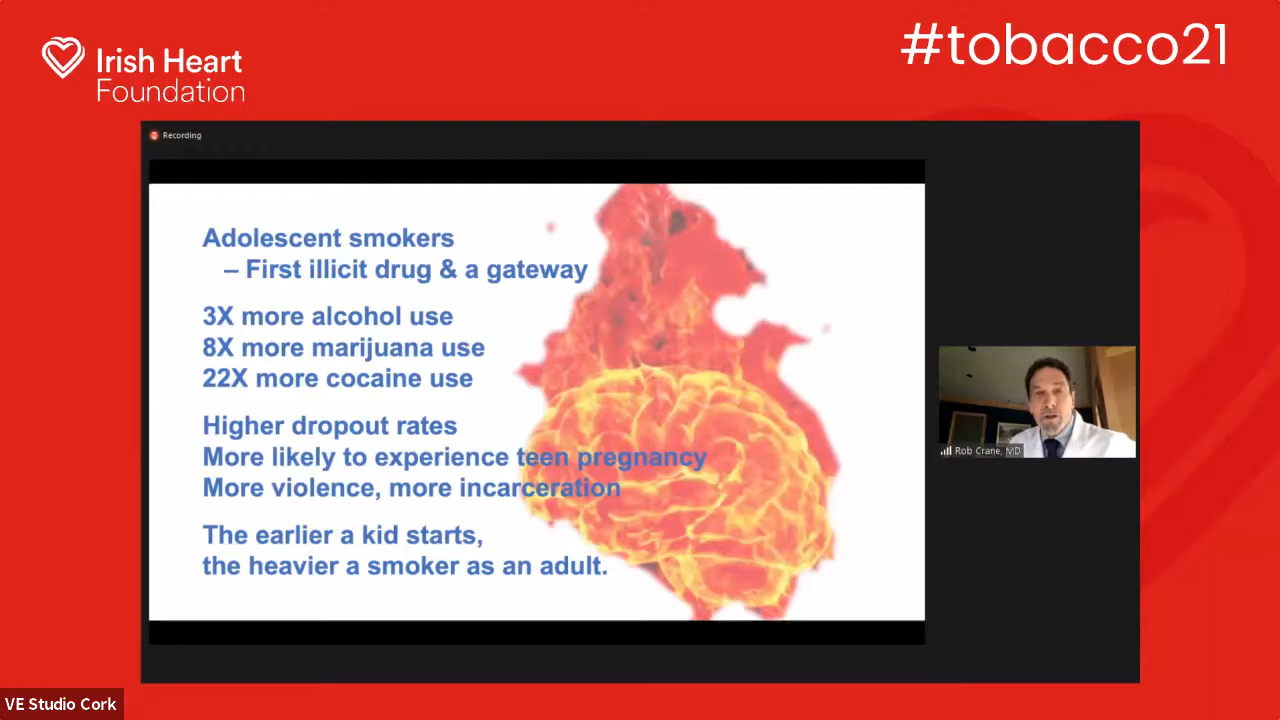 Irish Heart
Foundation
#tobacco21
Recording
Adolescent smokers
– First illicit drug & a gateway
3X more alcohol use
8X more marijuana use
22X more cocaine use
Higher dropout rates
More likely to experience teen pregnancy
More violence, more incarceration
The earlier a kid starts,
the heavier a smoker as an adult.
Rob Crane, MD
VE Studio Cork